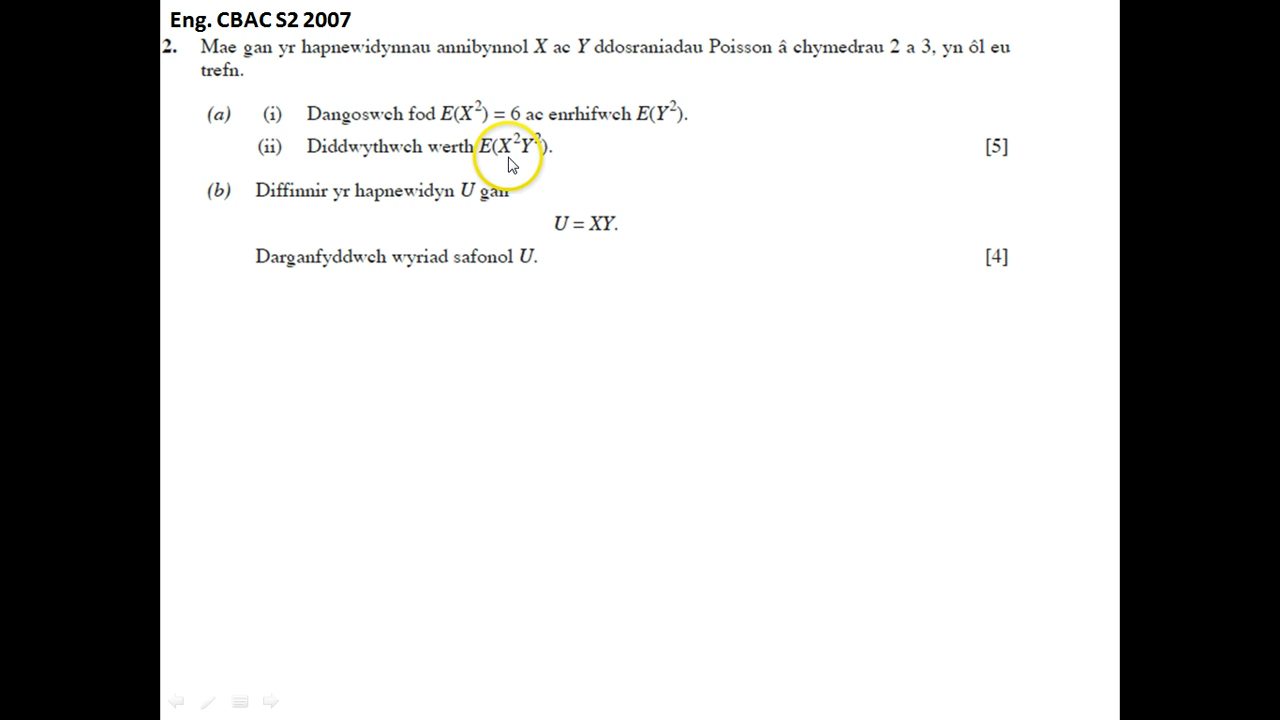 Eng. CBAC S2 2007
2. Mae gan yr hapnewidynnau annibynnol X ac Y ddosraniadau Poisson â chymedrau 2 a 3, yn ôl eu
trefn.
(a) (i) Dangoswch fod E(X²) = 6 ac enrhifwch E(Y²).
(ii) Diddwythwch werth E(X²Y²). [5]
(b) Diffinnir yr hapnewidyn U gan
U = XY.
Darganfyddwch wyriad safonol U. [4]